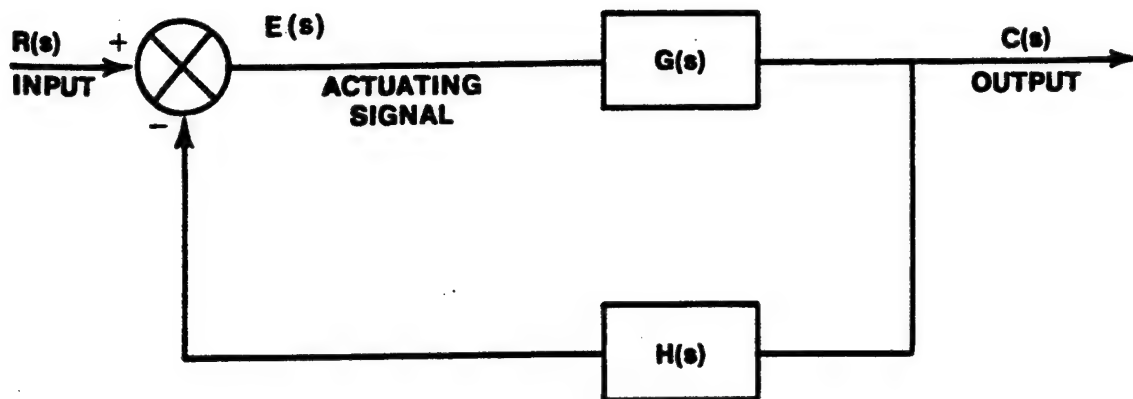 R(s)
+
INPUT
-
E(s)
ACTUATING
SIGNAL
G(s)
C(s)
OUTPUT
H(s)